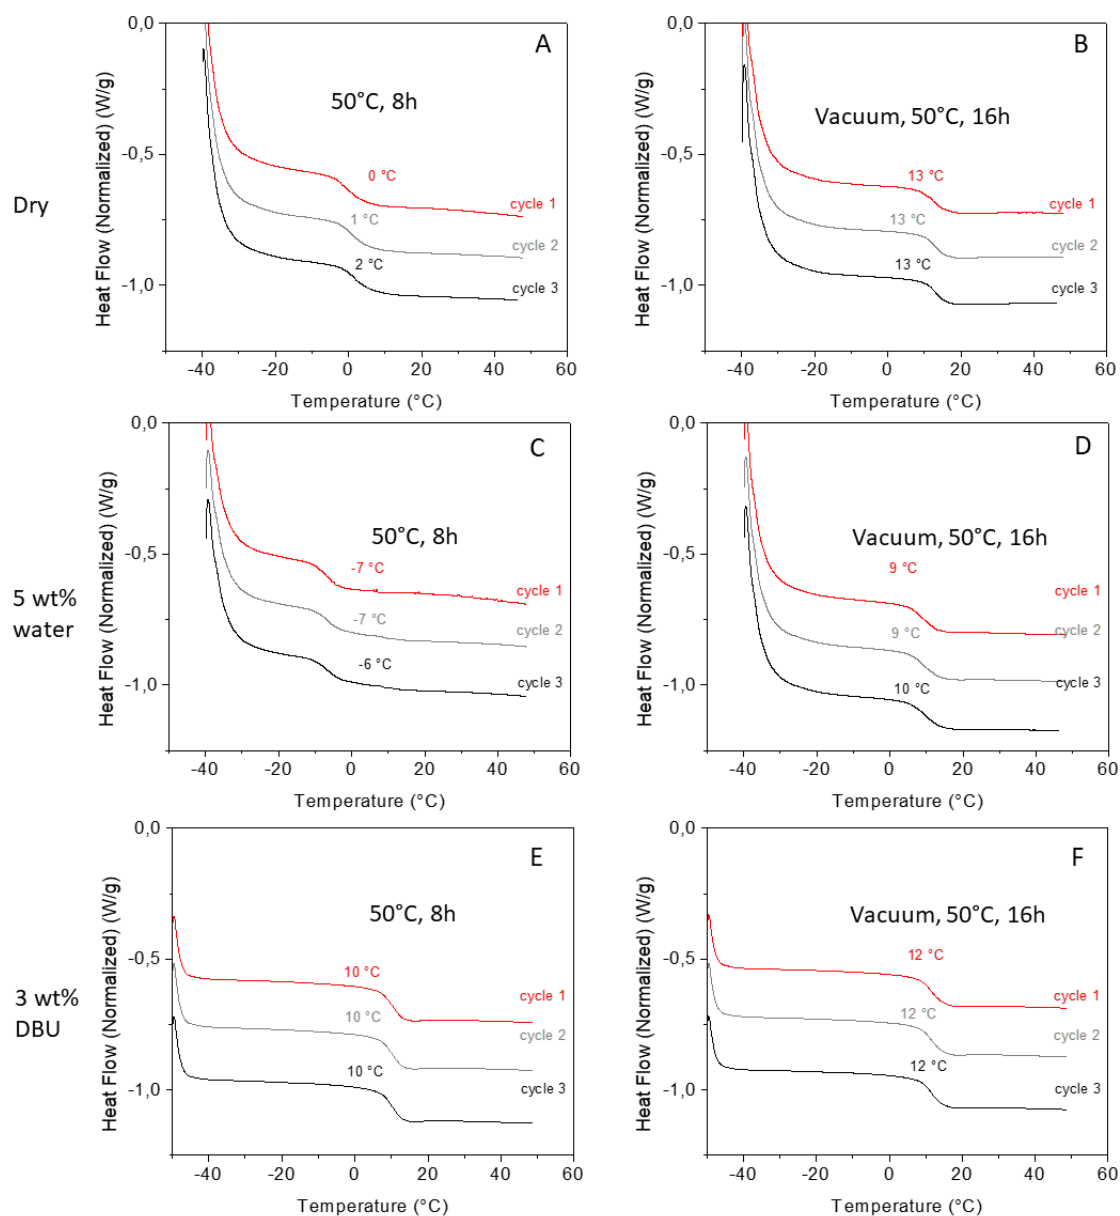 A
0,0
50°C, 8h
-0,5
0 °C
cycle 1
1 °C
cycle 2
2 °C
cycle 3
-1,0
Heat Flow (Normalized) (W/g)
-40 -20 0 20 40 60
Temperature (°C)
Dry
B
0,0
Vacuum, 50°C, 16h
-0,5
13 °C
cycle 1
13 °C
cycle 2
13 °C
cycle 3
-1,0
Heat Flow (Normalized) (W/g)
-40 -20 0 20 40 60
Temperature (°C)
C
0,0
50°C, 8h
-0,5
-7 °C
cycle 1
-7 °C
cycle 2
-6 °C
cycle 3
-1,0
Heat Flow (Normalized) (W/g)
-40 -20 0 20 40 60
Temperature (°C)
5 wt%
water
D
0,0
Vacuum, 50°C, 16h
-0,5
9 °C
cycle 1
9 °C
cycle 2
10 °C
cycle 3
-1,0
Heat Flow (Normalized) (W/g)
-40 -20 0 20 40 60
Temperature (°C)
E
0,0
50°C, 8h
-0,5
10 °C
cycle 1
10 °C
cycle 2
10 °C
cycle 3
-1,0
Heat Flow (Normalized) (W/g)
-40 -20 0 20 40 60
Temperature (°C)
3 wt%
DBU
F
0,0
Vacuum, 50°C, 16h
-0,5
12 °C
cycle 1
12 °C
cycle 2
12 °C
cycle 3
-1,0
Heat Flow (Normalized) (W/g)
-40 -20 0 20 40 60
Temperature (°C)